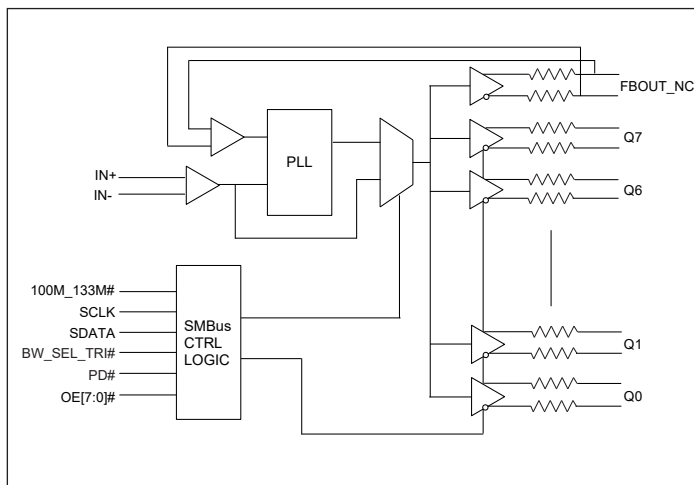 FBOUT_NC
Q7
PLL
IN+
IN-
Q6
100M_133M#
SCLK
SDATA
BW_SEL_TRI#
PD#
OE[7:0]#
SMBus
CTRL
LOGIC
Q1
Q0